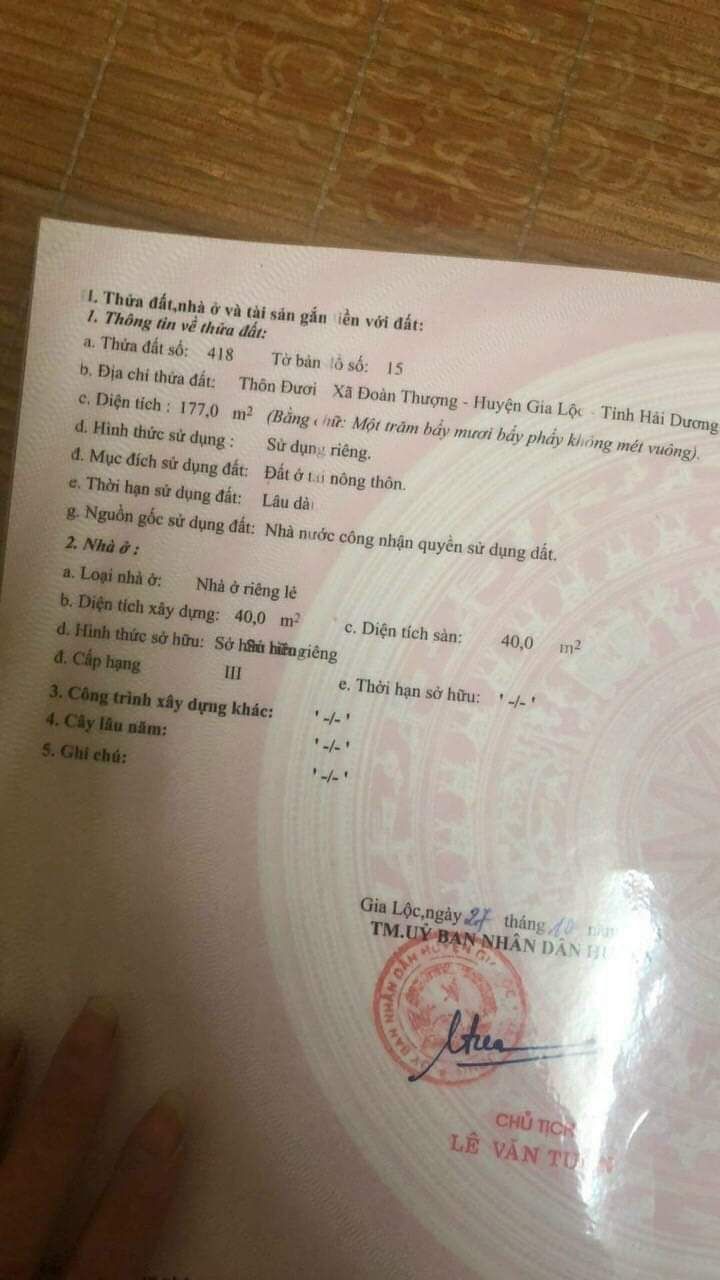 II. Thửa đất,nhà ở và tài sản gắn liền với đất:
1. Thông tin về thửa đất:
a. Thửa đất số: 418 Tờ bản đồ số: 15
b. Địa chỉ thửa đất: Thôn Đươi Xã Đoàn Thượng - Huyện Gia Lộc - Tỉnh Hải Dương
c. Diện tích : 177,0 m² (Bằng chữ: Một trăm bẩy mươi bẩy phẩy không mét vuông).
d. Hình thức sử dụng : Sử dụng riêng.
đ. Mục đích sử dụng đất: Đất ở tại nông thôn.
e. Thời hạn sử dụng đất: Lâu dài
g. Nguồn gốc sử dụng đất: Nhà nước công nhận quyền sử dụng đất.
2. Nhà ở :
a. Loại nhà ở: Nhà ở riêng lẻ
b. Diện tích xây dựng: 40,0 m² c. Diện tích sàn: 40,0 m²
d. Hình thức sở hữu: Sở hữu riêng
đ. Cấp hạng III e. Thời hạn sở hữu: ' -/- '
3. Công trình xây dựng khác: ' -/- '
4. Cây lâu năm: ' -/- '
5. Ghi chú: ' -/- '
Gia Lộc,ngày 27 tháng 10
TM.UỶ BAN NHÂN DÂN
CHỦ TỊCH
LÊ VĂN